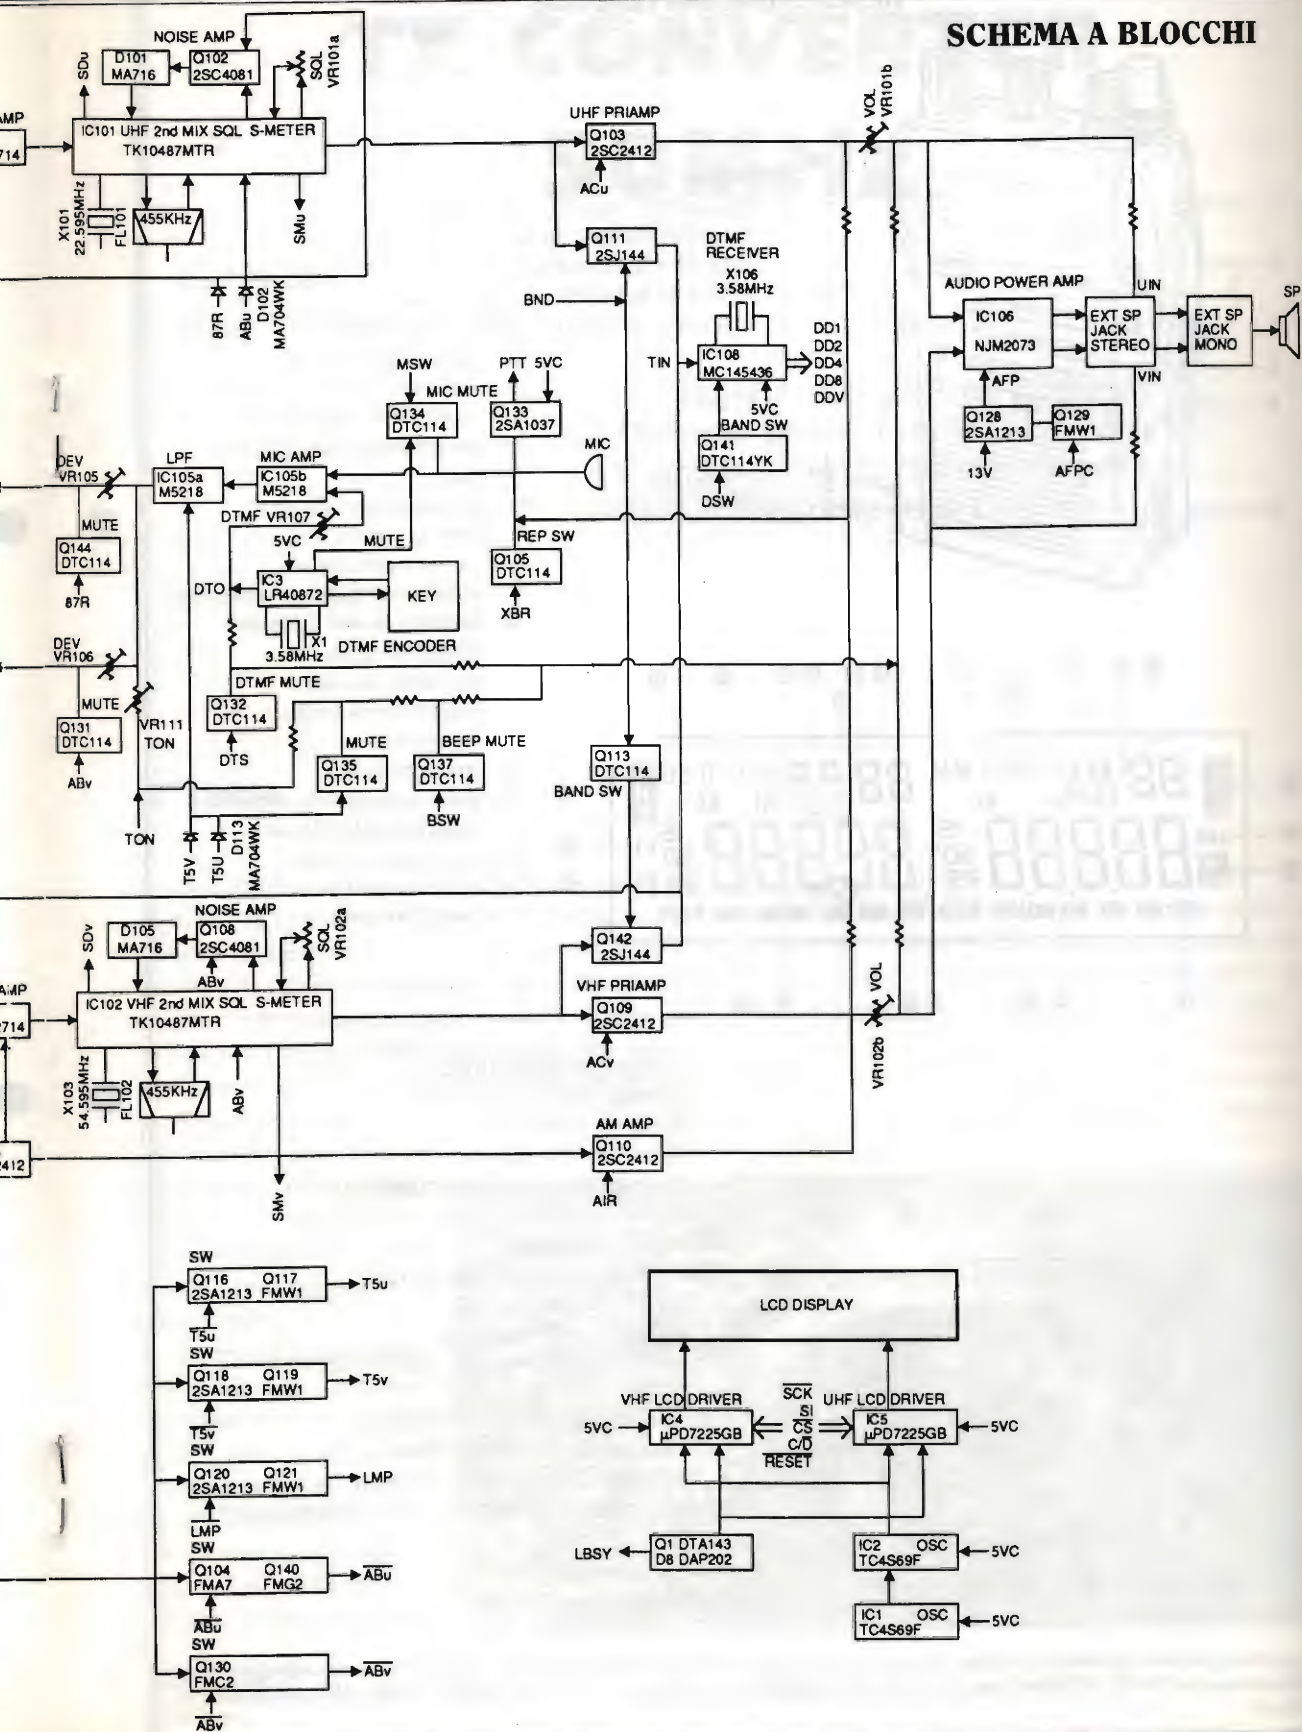 SCHEMA A BLOCCHI
NOISE AMP
D101
MA716
Q102
2SC4081
SDu
SQL
VR101a
AMP
714
IC101 UHF 2nd MIX SQL S-METER
TK10487MTR
X101
22.595MHz
FL101
455KHz
SMu
87R
ABu
D102
MA704WK
UHF PRIAMP
Q103
2SC2412
ACu
VOL
VR101b
Q111
2SJ144
BND
DTMF
RECEIVER
X106
3.58MHz
TIN
IC108
MC145436
DD1
DD2
DD4
DD8
DDV
5VC
BAND SW
Q141
DTC114YK
DSW
AUDIO POWER AMP
IC106
NJM2073
UIN
EXT SP
JACK
STEREO
VIN
EXT SP
JACK
MONO
SP
AFP
Q128
2SA1213
Q129
FMW1
13V
AFPC
MSW
MIC MUTE
Q134
DTC114
PTT 5VC
Q133
2SA1037
MIC
DEV
VR105
LPF
IC105a
M5218
MIC AMP
IC105b
M5218
DTMF VR107
MUTE
Q144
DTC114
87R
5VC
MUTE
DTO
IC3
LR40872
KEY
X1
3.58MHz
DTMF ENCODER
REP SW
Q105
DTC114
XBR
DEV
VR106
MUTE
Q131
DTC114
ABv
VR111
TON
DTMF MUTE
Q132
DTC114
DTS
MUTE
Q135
DTC114
BEEP MUTE
Q137
DTC114
BSW
Q113
DTC114
BAND SW
TON
T5V
T5U
D113
MA704WK
NOISE AMP
D105
MA716
Q108
2SC4081
SDv
ABv
SQL
VR102a
AMP
714
IC102 VHF 2nd MIX SQL S-METER
TK10487MTR
X103
54.595MHz
FL102
455KHz
ABv
SMv
Q142
2SJ144
VHF PRIAMP
Q109
2SC2412
ACv
VOL
VR102b
2412
AM AMP
Q110
2SC2412
AIR
SW
Q116 Q117
2SA1213 FMW1
T5u
T5u
SW
Q118 Q119
2SA1213 FMW1
T5v
T5v
SW
Q120 Q121
2SA1213 FMW1
LMP
LMP
SW
Q104 Q140
FMA7 FMG2
ABu
ABu
SW
Q130
FMC2
ABv
ABv
LCD DISPLAY
VHF LCD DRIVER
SCK
SI
CS
C/D
RESET
UHF LCD DRIVER
5VC
IC4
µPD7225GB
IC5
µPD7225GB
5VC
LBSY
Q1 DTA143
D8 DAP202
IC2 OSC
TC4S69F
5VC
IC1 OSC
TC4S69F
5VC